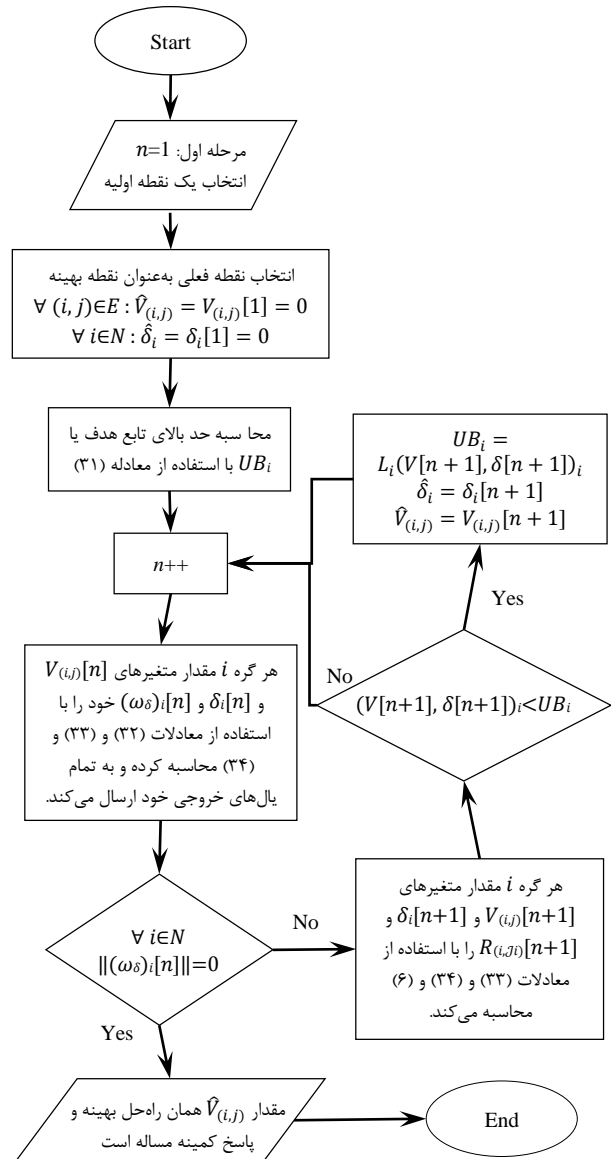 Start
مرحله اول: n=1
انتخاب یک نقطه اولیه
انتخاب نقطه فعلی به‌عنوان نقطه بهینه
∀ (i, j)∈E : V̂(i,j) = V(i,j)[1] = 0
∀ i∈N : δ̂i = δi[1] = 0
محا سبه حد بالای تابع هدف یا
UBi با استفاده از معادله (۳۱)
n++
هر گره i مقدار متغیرهای V(i,j)[n]
و δi[n] و (ωδ)i[n] خود را با
استفاده از معادلات (۳۲) و (۳۳) و
(۳۴) محاسبه کرده و به تمام
یال‌های خروجی خود ارسال می‌کند.
∀ i∈N
‖(ωδ)i[n]‖=0
No
Yes
هر گره i مقدار متغیرهای
V(i,j)[n+1] و δi[n+1] و
R(i,Ji)[n+1] را با استفاده از
معادلات (۳۳) و (۳۴) و (۶)
محاسبه می‌کند.
(V[n+1], δ[n+1])i<UBi
No
Yes
UBi =
Li(V[n + 1], δ[n + 1])i
δ̂i = δi[n + 1]
V̂(i,j) = V(i,j)[n + 1]
مقدار V̂(i,j) همان راه‌حل بهینه و
پاسخ کمینه مساله است
End